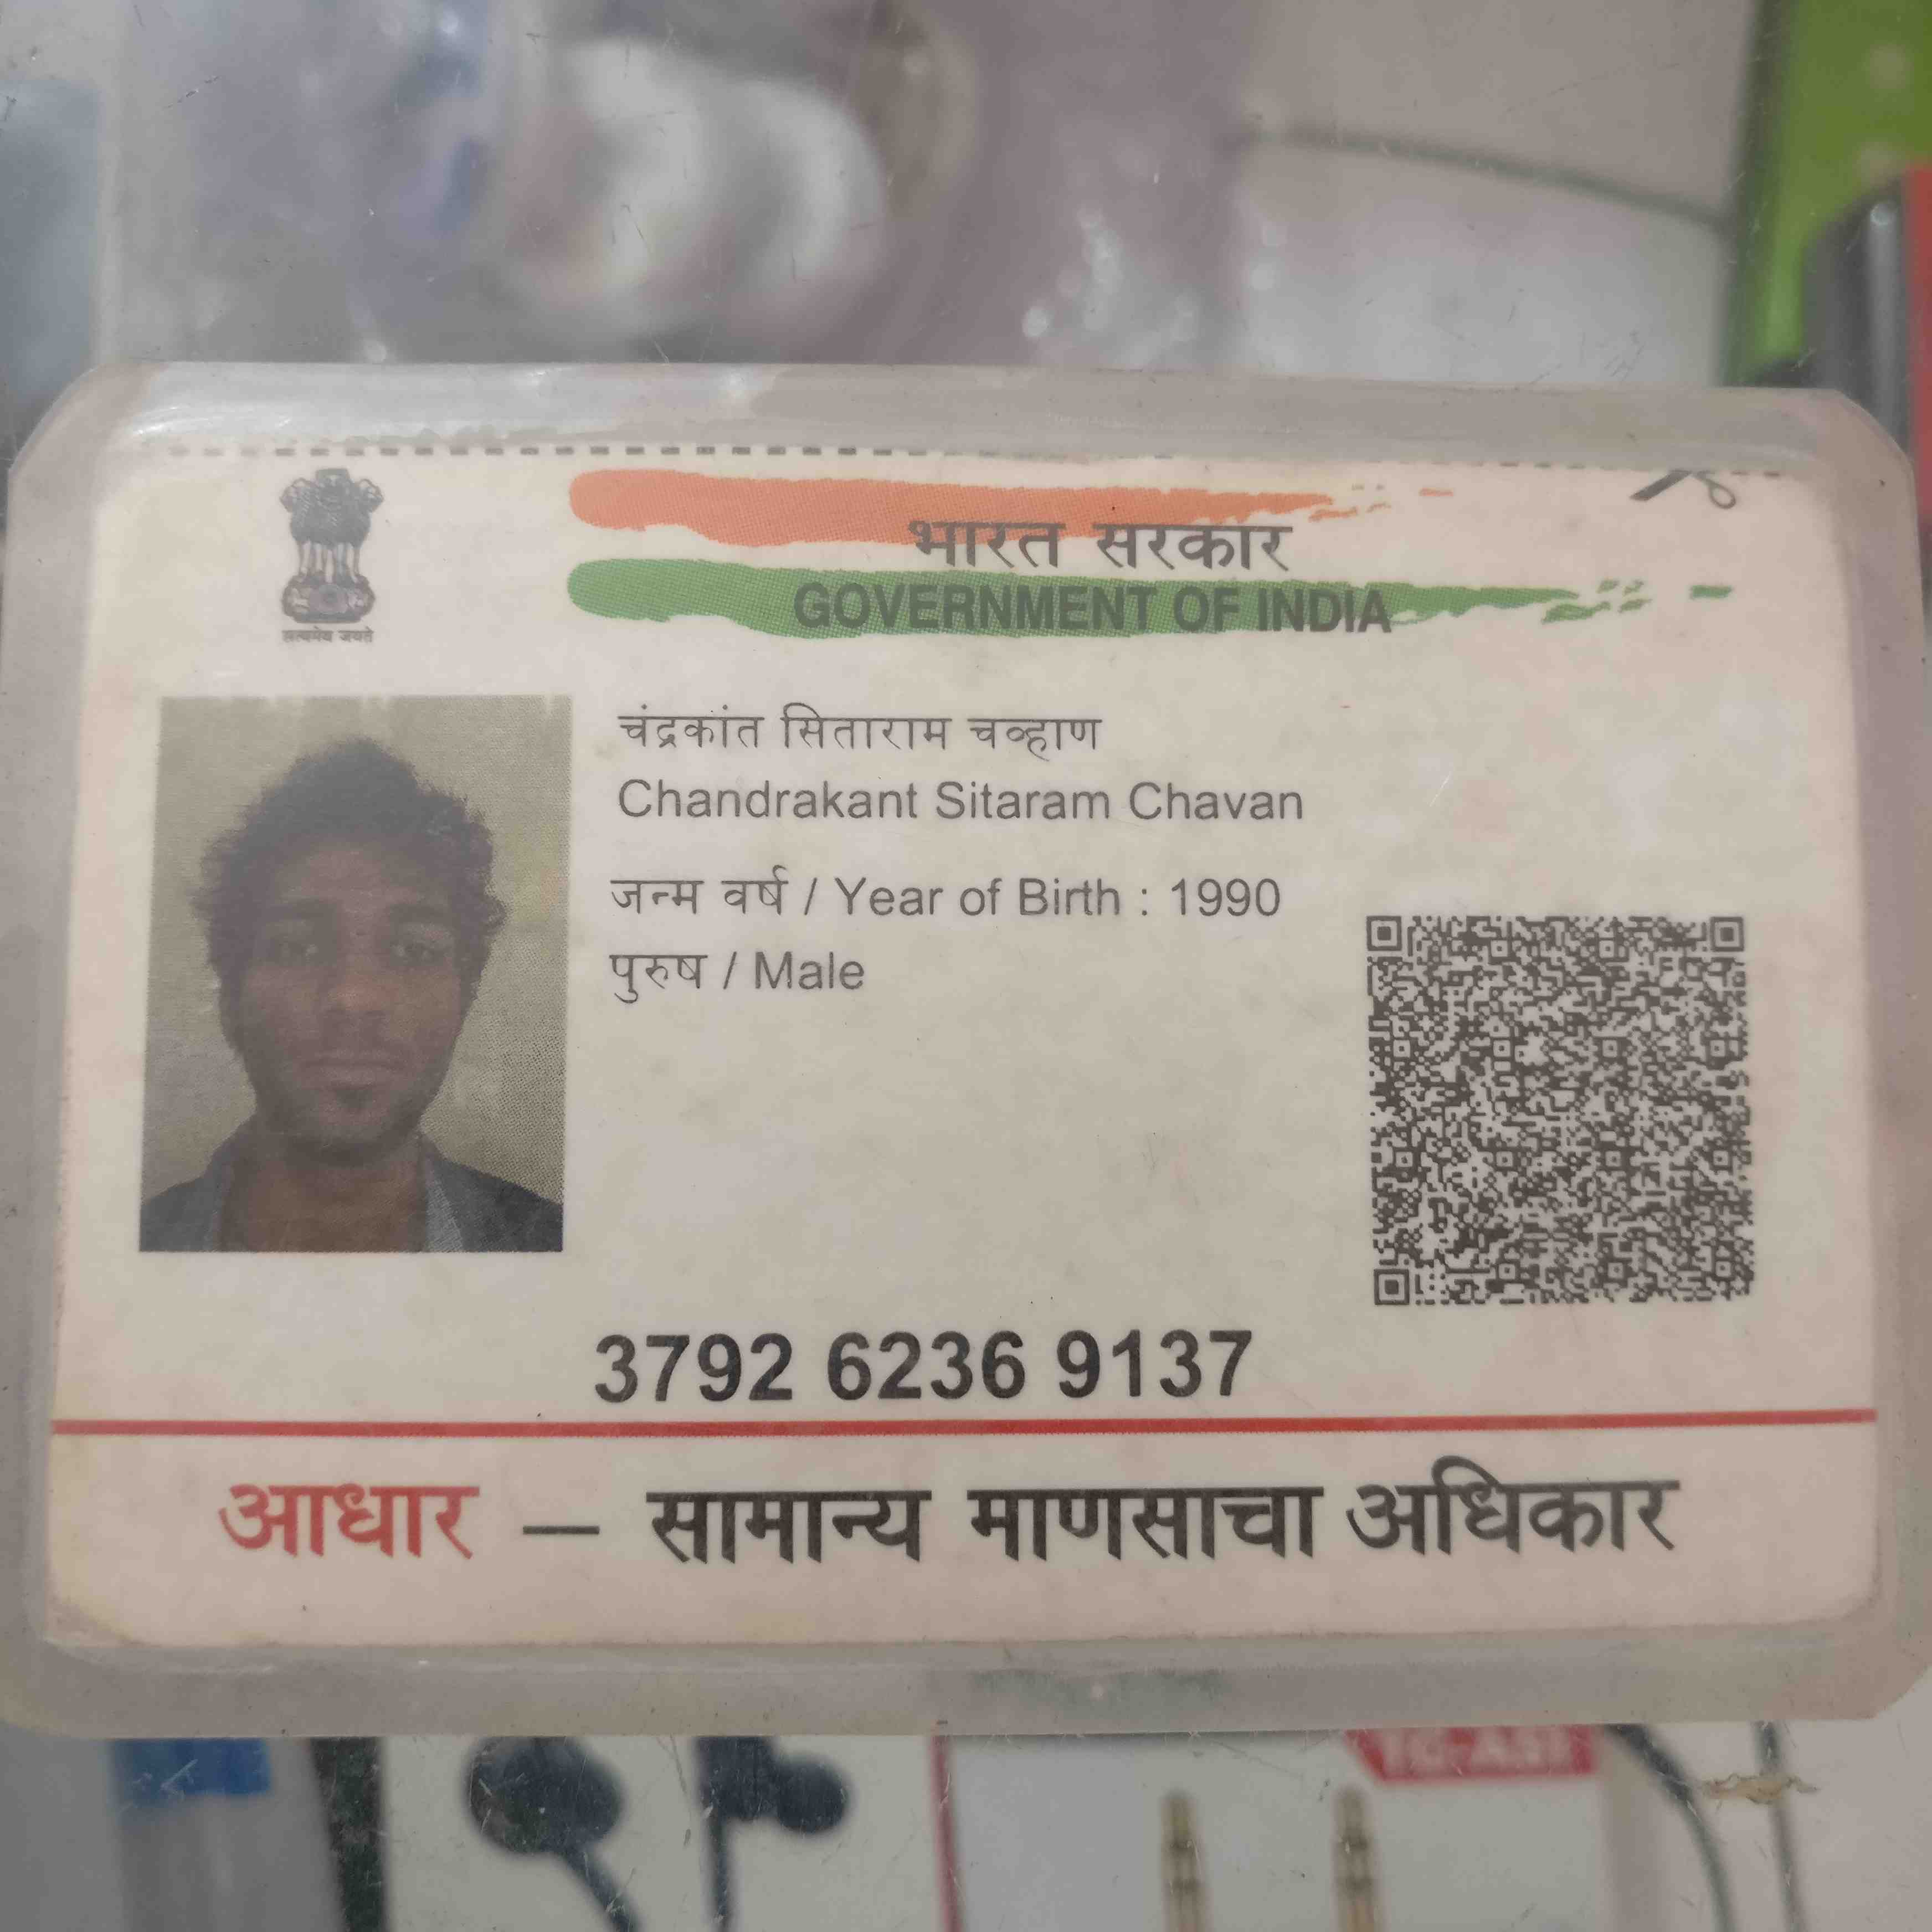 भारत सरकार
GOVERNMENT OF INDIA
सत्यमेव जयते
चंद्रकांत सिताराम चव्हाण
Chandrakant Sitaram Chavan
जन्म वर्ष / Year of Birth : 1990
पुरुष / Male
3792 6236 9137
आधार – सामान्य माणसाचा अधिकार